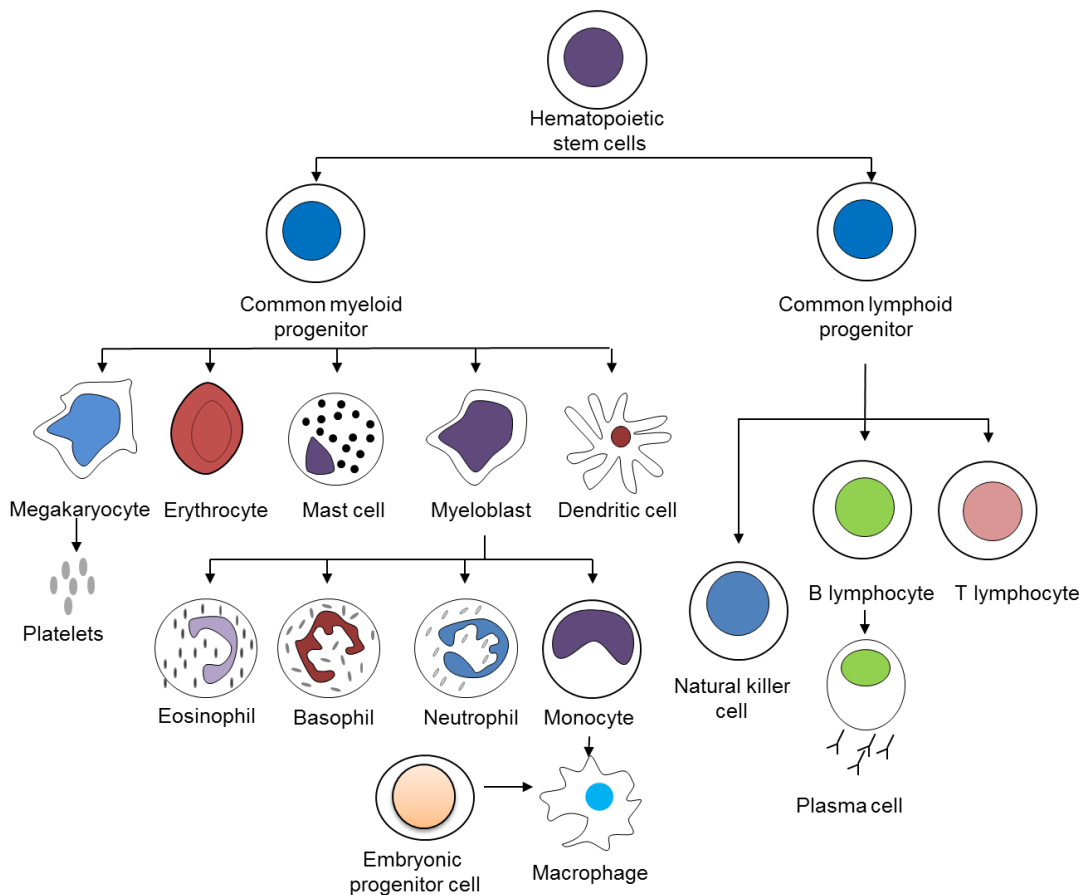 Hematopoietic
stem cells
Common myeloid
progenitor
Common lymphoid
progenitor
Megakaryocyte
Erythrocyte
Mast cell
Myeloblast
Dendritic cell
B lymphocyte
T lymphocyte
Platelets
Eosinophil
Basophil
Neutrophil
Monocyte
Natural killer
cell
Plasma cell
Embryonic
progenitor cell
Macrophage